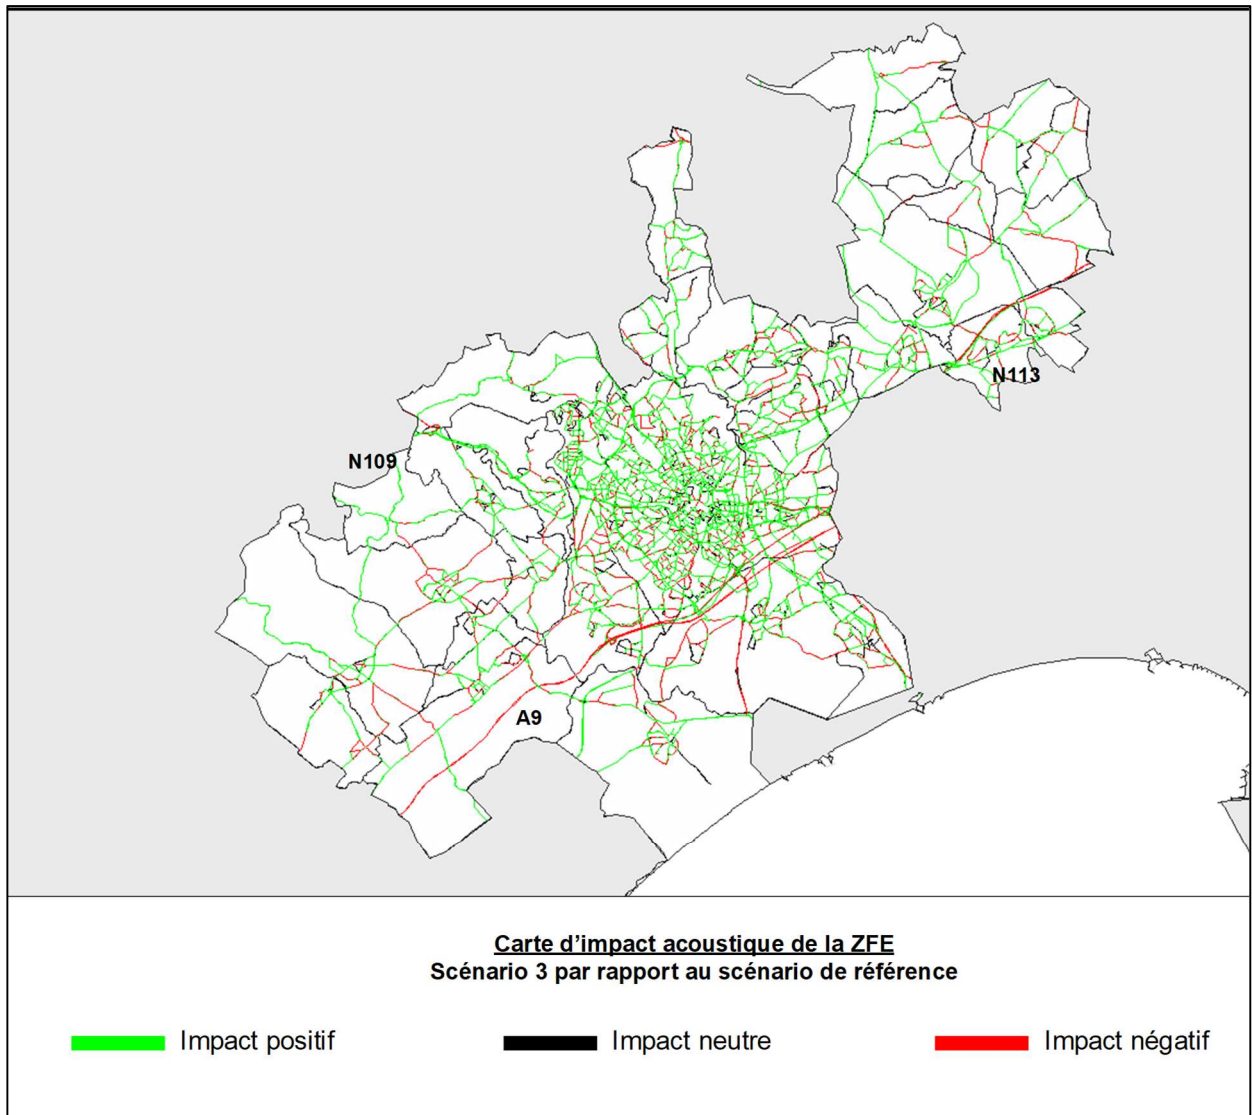 N113
N109
A9
Carte d’impact acoustique de la ZFE
Scénario 3 par rapport au scénario de référence
Impact positif
Impact neutre
Impact négatif